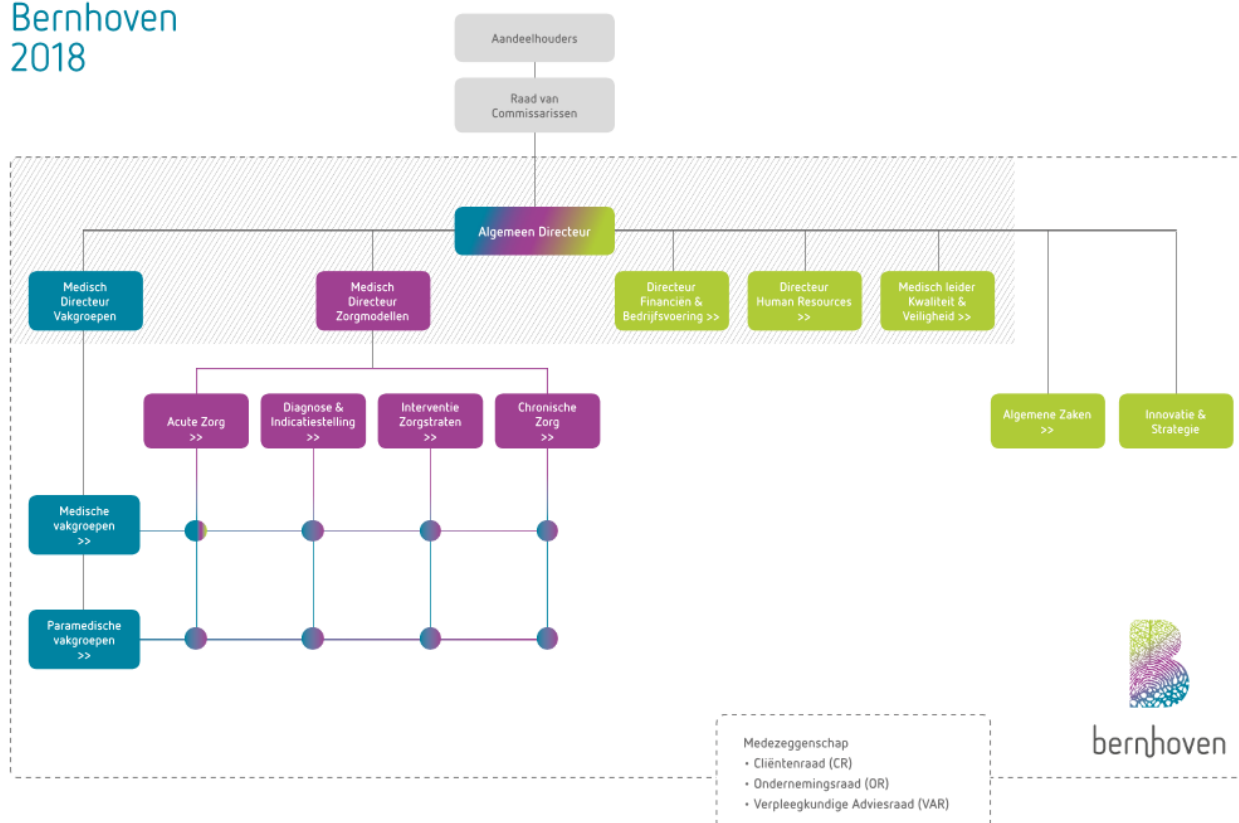 Bernhoven
2018
Aandeelhouders
Raad van
Commissarissen
Algemeen Directeur
Medisch
Directeur
Vakgroepen
Medisch
Directeur
Zorgmodellen
Directeur
Financiën &
Bedrijfsvoering >>
Directeur
Human Resources
>>
Medisch leider
Kwaliteit &
Veiligheid >>
Acute Zorg
>>
Diagnose &
Indicatiestelling
>>
Interventie
Zorgstraten
>>
Chronische
Zorg
>>
Algemene Zaken
>>
Innovatie &
Strategie
Medische
vakgroepen
>>
Paramedische
vakgroepen
>>
Medezeggenschap
• Cliëntenraad (CR)
• Ondernemingsraad (OR)
• Verpleegkundige Adviesraad (VAR)
bernhoven